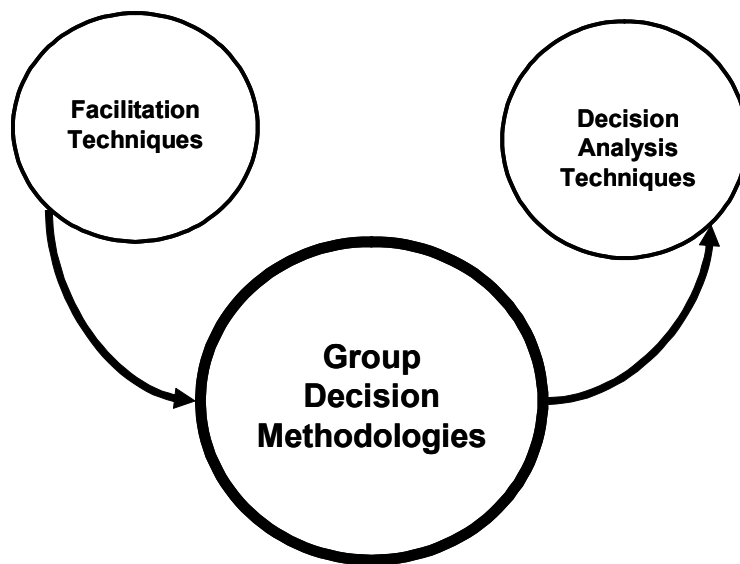 Facilitation
Techniques
Decision
Analysis
Techniques
Group
Decision
Methodologies